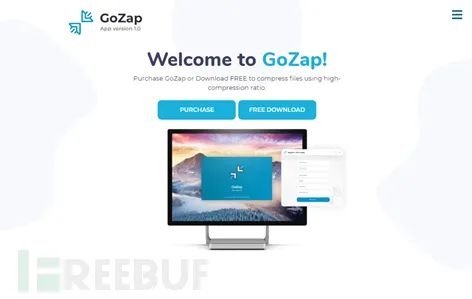 GoZap
App version 1.0
Welcome to GoZap!
Purchase GoZap or Download FREE to compress files using high-
compression ratio
PURCHASE
FREE DOWNLOAD
GoZap
FREEBUF